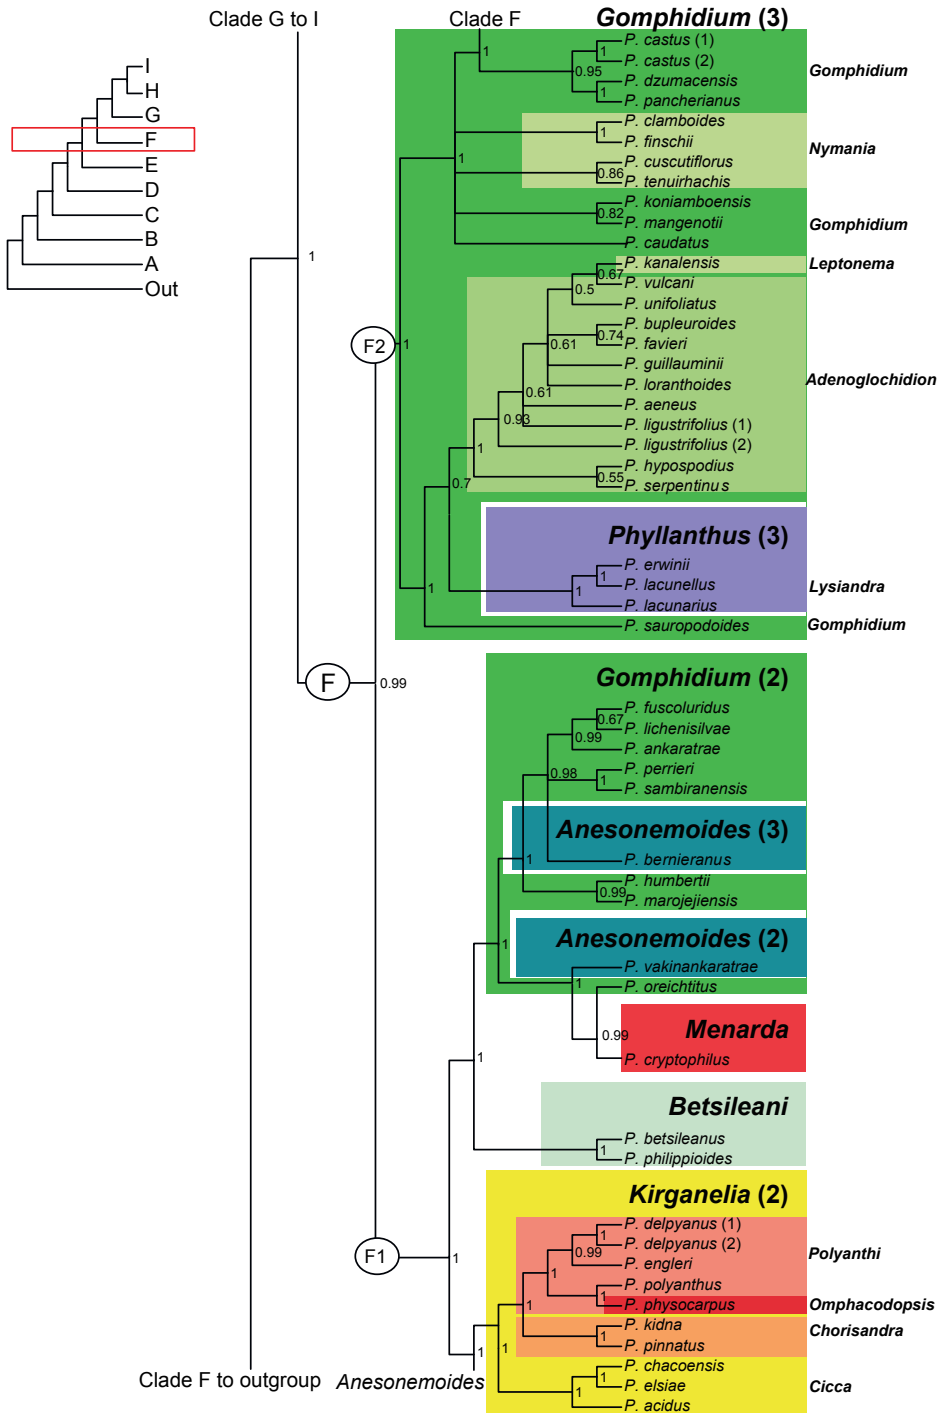 Clade G to I
Clade F
Gomphidium (3)
I
H
G
F
E
D
C
B
A
Out
1
P. castus (1)
1
P. castus (2)
0.95
P. dzumacensis
1
P. pancherianus
Gomphidium
1
P. clamboides
1
P. finschii
P. cuscutiflorus
0.86
P. tenuirhachis
Nymania
1
P. koniamboensis
0.82
P. mangenotii
P. caudatus
Gomphidium
P. kanalensis
Leptonema
0.67
P. vulcani
0.5
P. unifoliatus
P. bupleuroides
0.74
P. favieri
0.61
P. guillauminii
P. loranthoides
Adenoglochidion
0.61
P. aeneus
0.93
P. ligustrifolius (1)
P. ligustrifolius (2)
1
P. hypospodius
0.55
P. serpentinus
0.7
Phyllanthus (3)
P. erwinii
1
P. lacunellus
1
P. lacunarius
Lysiandra
1
P. sauropodoides
Gomphidium
F2
1
1
F
0.99
Gomphidium (2)
P. fuscoluridus
0.67
P. lichenisilvae
0.99
P. ankaratrae
0.98
P. perrieri
1
P. sambiranensis
Anesonemoides (3)
1
P. bernieranus
P. humbertii
0.99
P. marojejiensis
1
Anesonemoides (2)
P. vakinankaratrae
1
P. oreichtitus
Menarda
0.99
P. cryptophilus
1
Betsileani
P. betsileanus
1
P. philippioides
Kirganelia (2)
P. delpyanus (1)
1
P. delpyanus (2)
0.99
P. engleri
Polyanthi
1
P. polyanthus
1
P. physocarpus
Omphacodopsis
1
P. kidna
1
P. pinnatus
Chorisandra
F1
1
1
1
P. chacoensis
1
P. elsiae
1
P. acidus
Cicca
Clade F to outgroup
Anesonemoides